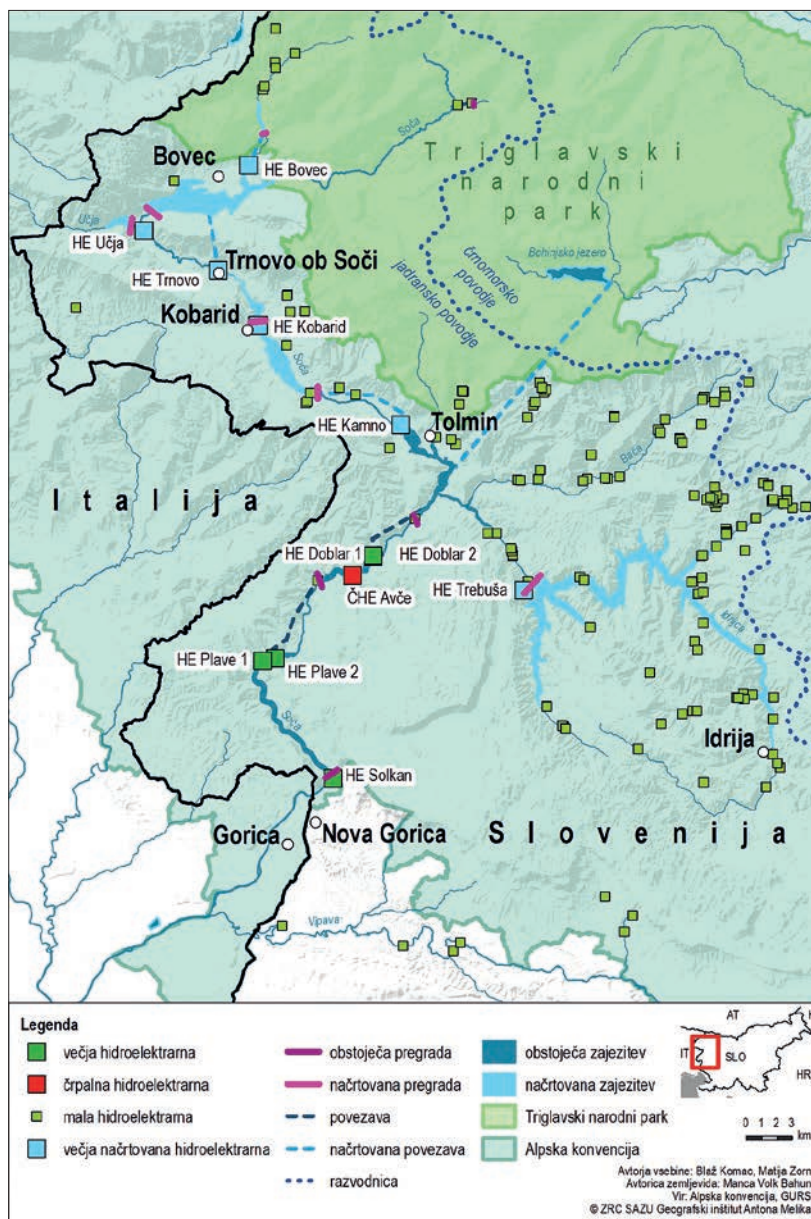 Soča
Bovec
HE Bovec
Triglavski
narodni
park
Učja
HE Učja
Bohinjsko jezero
Trnovo ob Soči
HE Trnovo
črnomorsko
povodje
jadransko povodje
Kobarid
HE Kobarid
Soča
HE Kamno
Tolmin
Bača
Italija
HE Doblar 1
HE Doblar 2
ČHE Avče
HE Trebuša
Idrijca
HE Plave 1
HE Plave 2
Soča
Idrija
HE Solkan
Gorica
Nova Gorica
Slovenija
Vipava
Legenda
večja hidroelektrarna
črpalna hidroelektrarna
mala hidroelektrarna
večja načrtovana hidroelektrarna
obstoječa pregrada
načrtovana pregrada
povezava
načrtovana povezava
razvodnica
obstoječa zajezitev
načrtovana zajezitev
Triglavski narodni park
Alpska konvencija
AT
IT
SLO
HR
0 1 2 3
km
Avtorja vsebine: Blaž Komac, Matija Zorn
Avtorica zemljevida: Manca Volk Bahun
Vir: Alpska konvencija, GURS
© ZRC SAZU Geografski inštitut Antona Melika